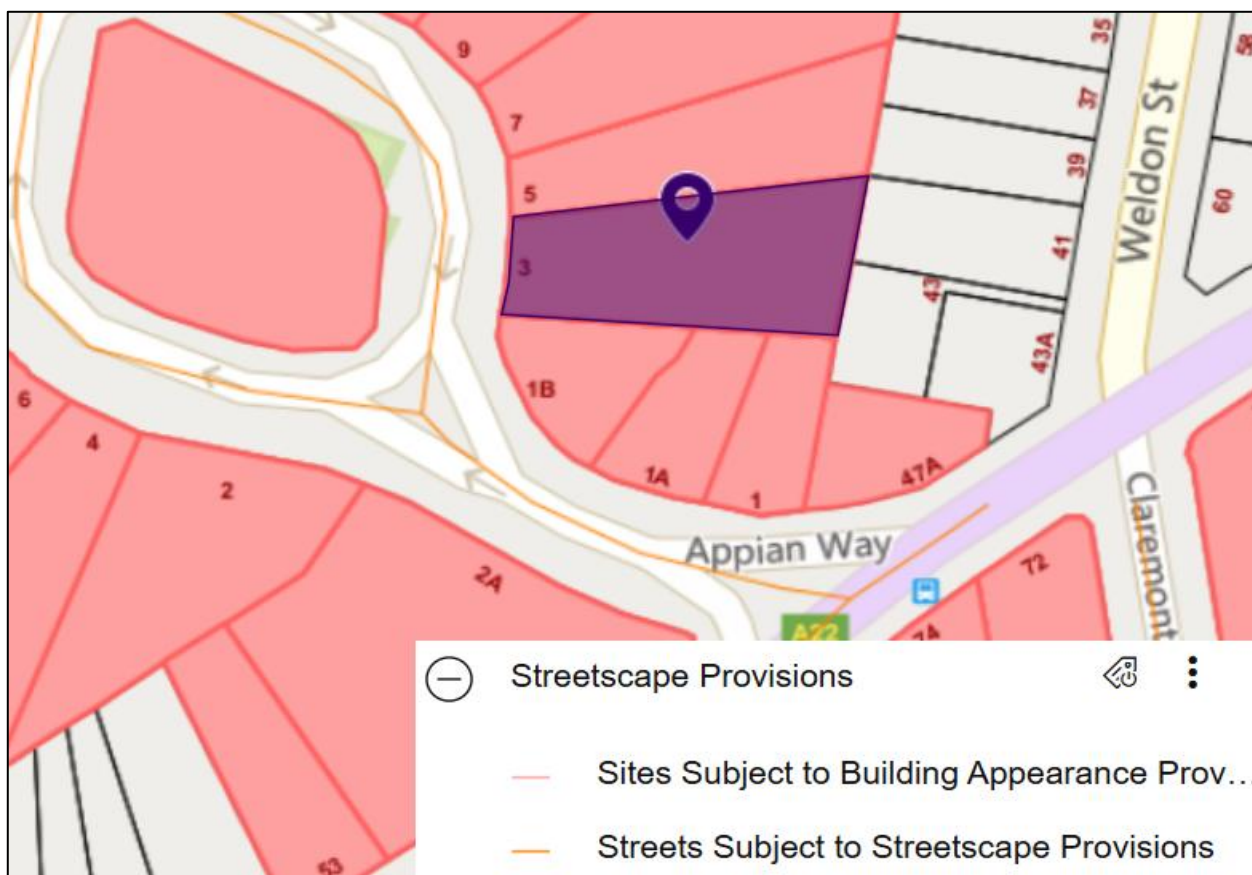 9
35
58
7
37
Weldon St
39
60
5
3
41
43
43A
1B
6
4
2
1A
1
47A
Claremont
Appian Way
2A
72
A22
74
Streetscape Provisions
Sites Subject to Building Appearance Prov...
Streets Subject to Streetscape Provisions
53